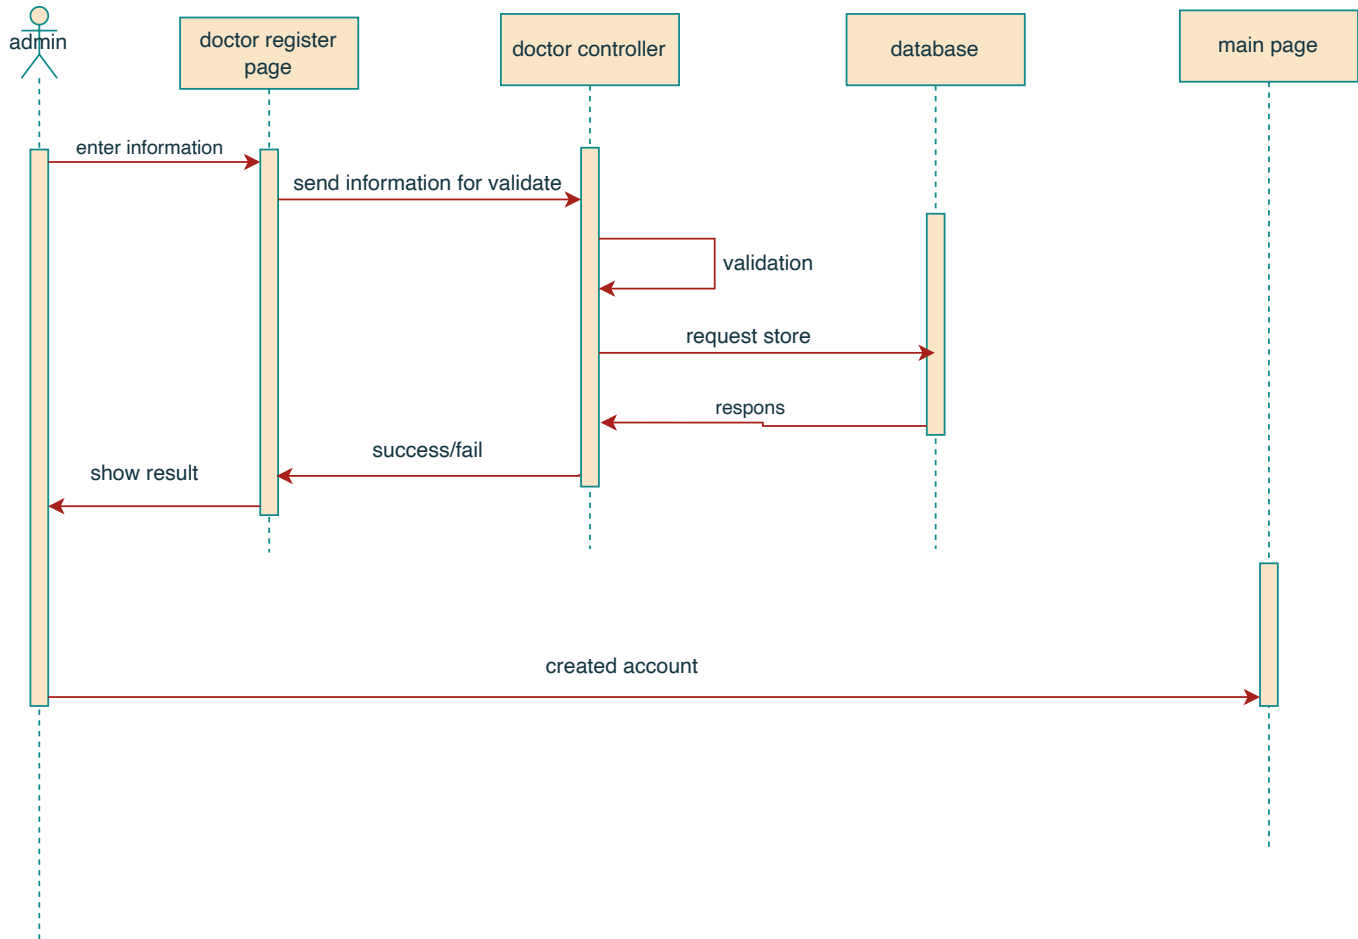 admin
doctor register
page
doctor controller
database
main page
enter information
send information for validate
validation
request store
respons
success/fail
show result
created account